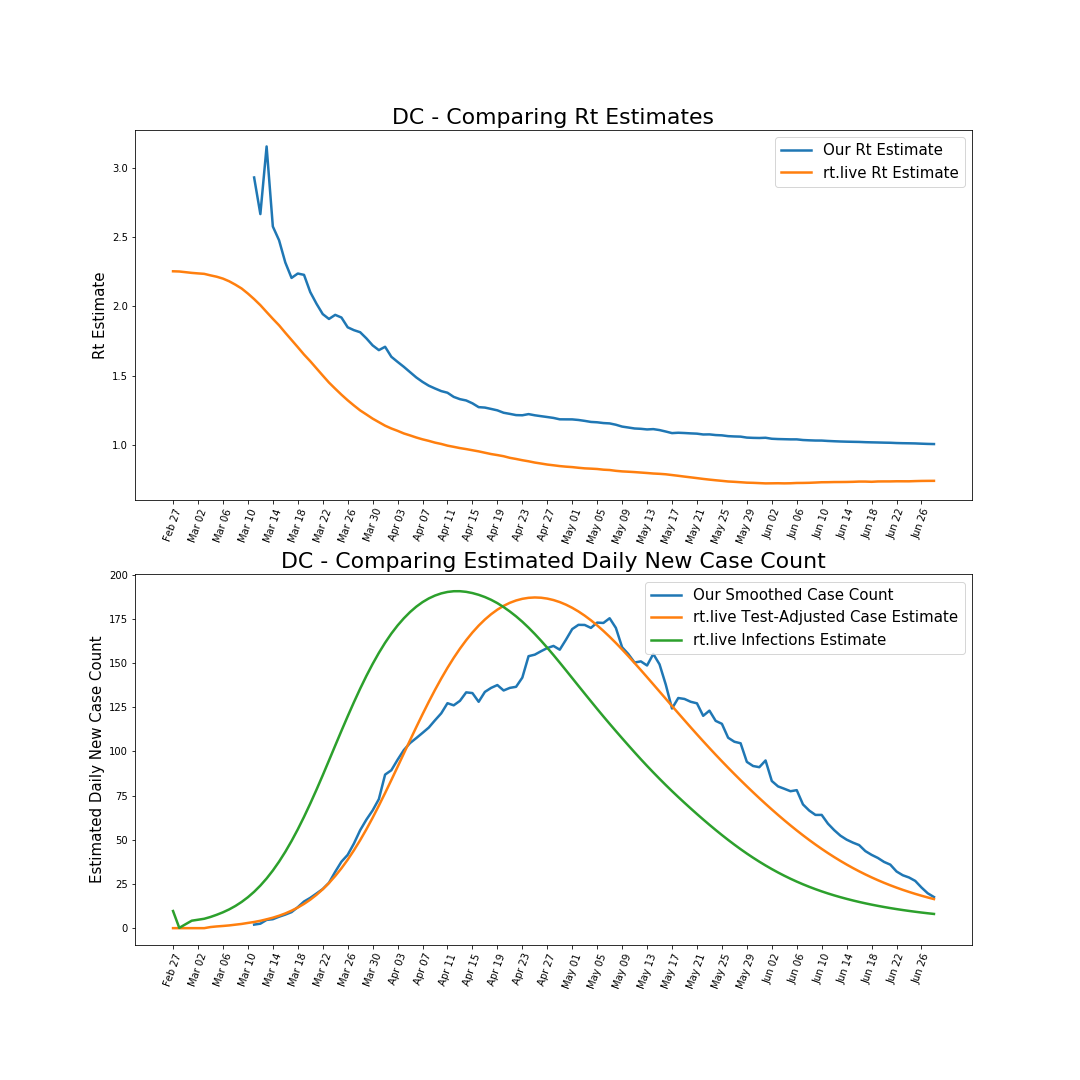 DC - Comparing Rt Estimates
Our Rt Estimate
rt.live Rt Estimate
Rt Estimate
3.0
2.5
2.0
1.5
1.0
Feb 27 Mar 02 Mar 06 Mar 10 Mar 14 Mar 18 Mar 22 Mar 26 Mar 30 Apr 03 Apr 07 Apr 11 Apr 15 Apr 19 Apr 23 Apr 27 May 01 May 05 May 09 May 13 May 17 May 21 May 25 May 29 Jun 02 Jun 06 Jun 10 Jun 14 Jun 18 Jun 22 Jun 26
DC - Comparing Estimated Daily New Case Count
Our Smoothed Case Count
rt.live Test-Adjusted Case Estimate
rt.live Infections Estimate
Estimated Daily New Case Count
200
175
150
125
100
75
50
25
0
Feb 27 Mar 02 Mar 06 Mar 10 Mar 14 Mar 18 Mar 22 Mar 26 Mar 30 Apr 03 Apr 07 Apr 11 Apr 15 Apr 19 Apr 23 Apr 27 May 01 May 05 May 09 May 13 May 17 May 21 May 25 May 29 Jun 02 Jun 06 Jun 10 Jun 14 Jun 18 Jun 22 Jun 26